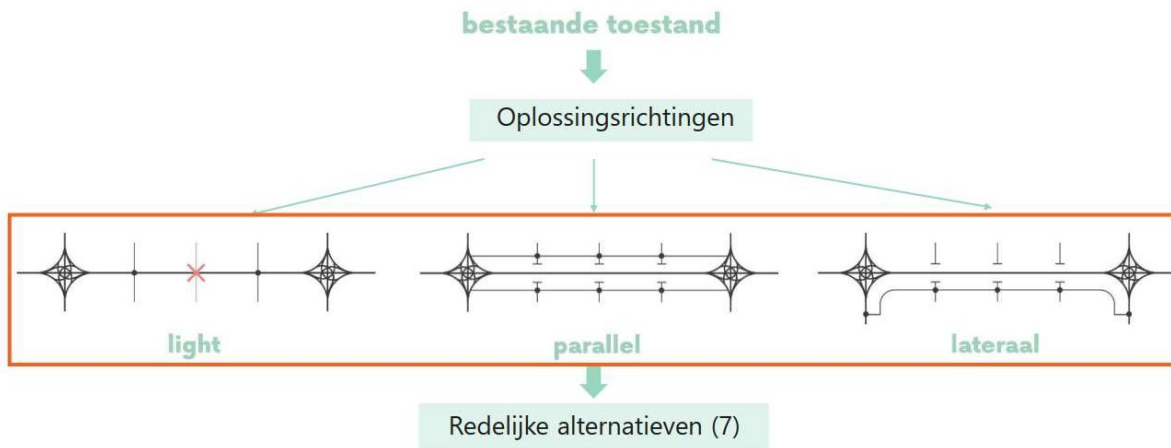 bestaande toestand
Oplossingsrichtingen
light
parallel
lateraal
Redelijke alternatieven (7)